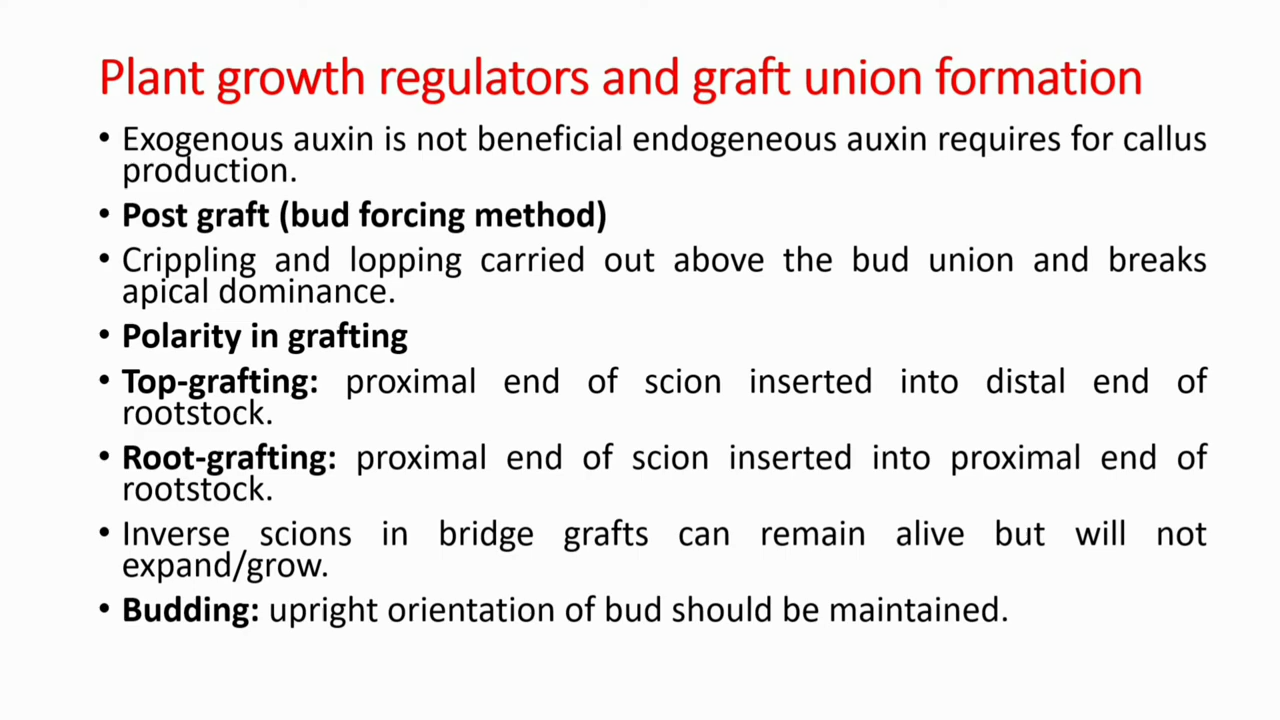 Plant growth regulators and graft union formation
• Exogenous auxin is not beneficial endogeneous auxin requires for callus
production.
• Post graft (bud forcing method)
• Crippling and lopping carried out above the bud union and breaks
apical dominance.
• Polarity in grafting
• Top-grafting: proximal end of scion inserted into distal end of
rootstock.
• Root-grafting: proximal end of scion inserted into proximal end of
rootstock.
• Inverse scions in bridge grafts can remain alive but will not
expand/grow.
• Budding: upright orientation of bud should be maintained.